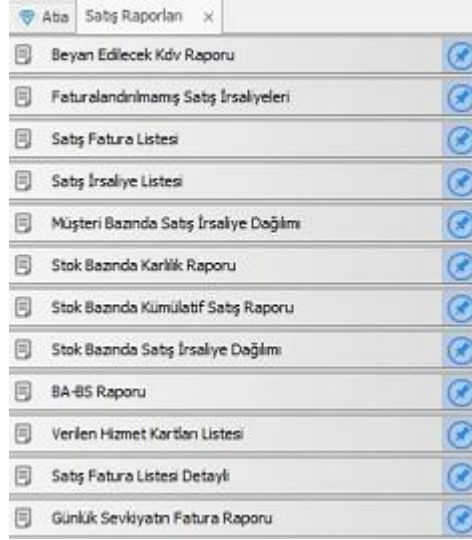 Aba Satış Raporları ×
Beyan Edilecek Kdv Raporu
Faturalandırılmamış Satış İrsaliyeleri
Satış Fatura Listesi
Satış İrsaliye Listesi
Müşteri Bazında Satış İrsaliye Dağılımı
Stok Bazında Karlılık Raporu
Stok Bazında Kümülatif Satış Raporu
Stok Bazında Satış İrsaliye Dağılımı
BA-BS Raporu
Verilen Hizmet Kartları Listesi
Satış Fatura Listesi Detaylı
Günlük Sevkiyatın Fatura Raporu